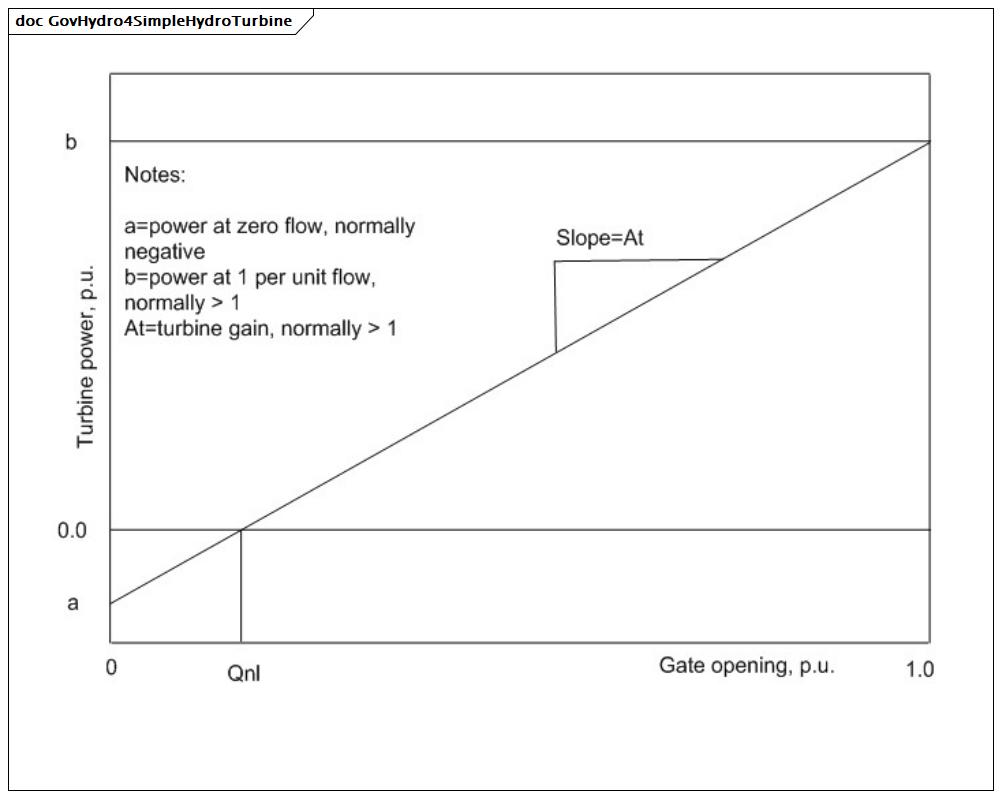 doc GovHydro4SimpleHydroTurbine
b
Notes:
a=power at zero flow, normally
negative
b=power at 1 per unit flow,
normally > 1
At=turbine gain, normally > 1
Slope=At
Turbine power, p.u.
0.0
a
0
Qnl
Gate opening, p.u.
1.0